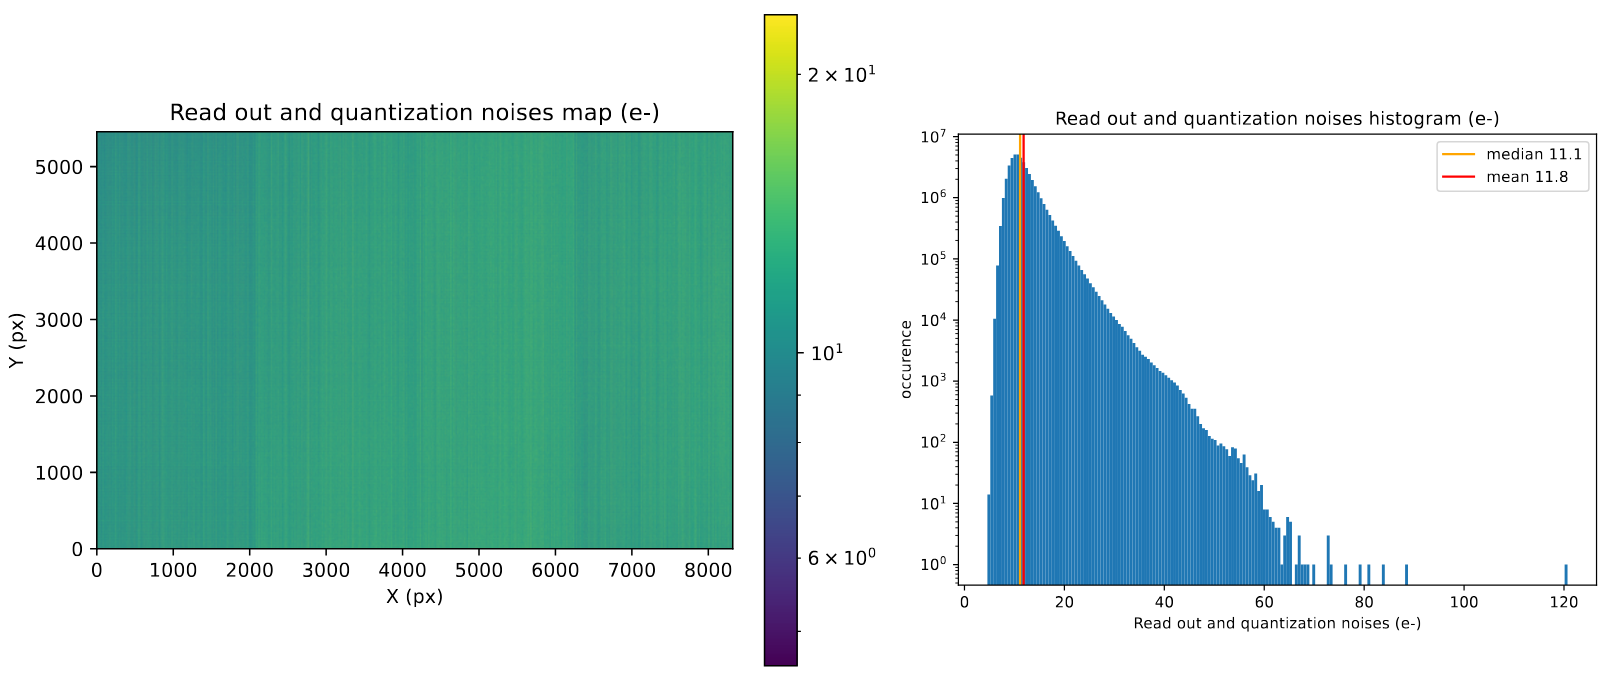 Read out and quantization noises map (e-)
5000
4000
3000
2000
1000
0
Y (px)
0 1000 2000 3000 4000 5000 6000 7000 8000
X (px)
2 × 10¹
10¹
6 × 10⁰
Read out and quantization noises histogram (e-)
median 11.1
mean 11.8
10⁷
10⁶
10⁵
10⁴
10³
10²
10¹
10⁰
occurence
0 20 40 60 80 100 120
Read out and quantization noises (e-)